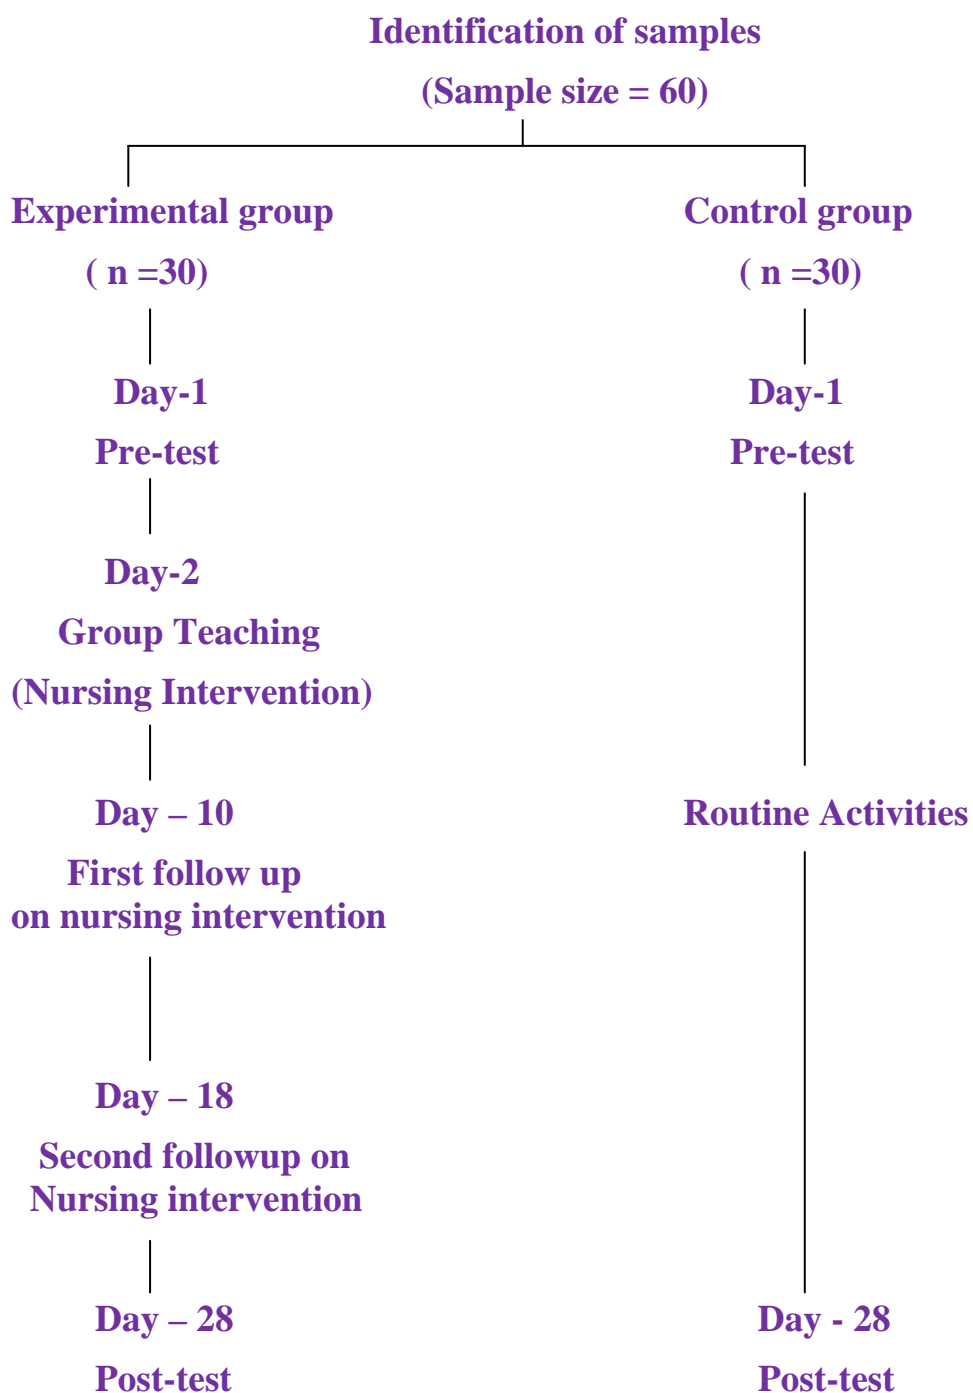 Identification of samples
(Sample size = 60)
Experimental group
( n =30)
Day-1
Pre-test
Day-2
Group Teaching
(Nursing Intervention)
Day – 10
First follow up
on nursing intervention
Day – 18
Second followup on
Nursing intervention
Day – 28
Post-test
Control group
( n =30)
Day-1
Pre-test
Routine Activities
Day - 28
Post-test